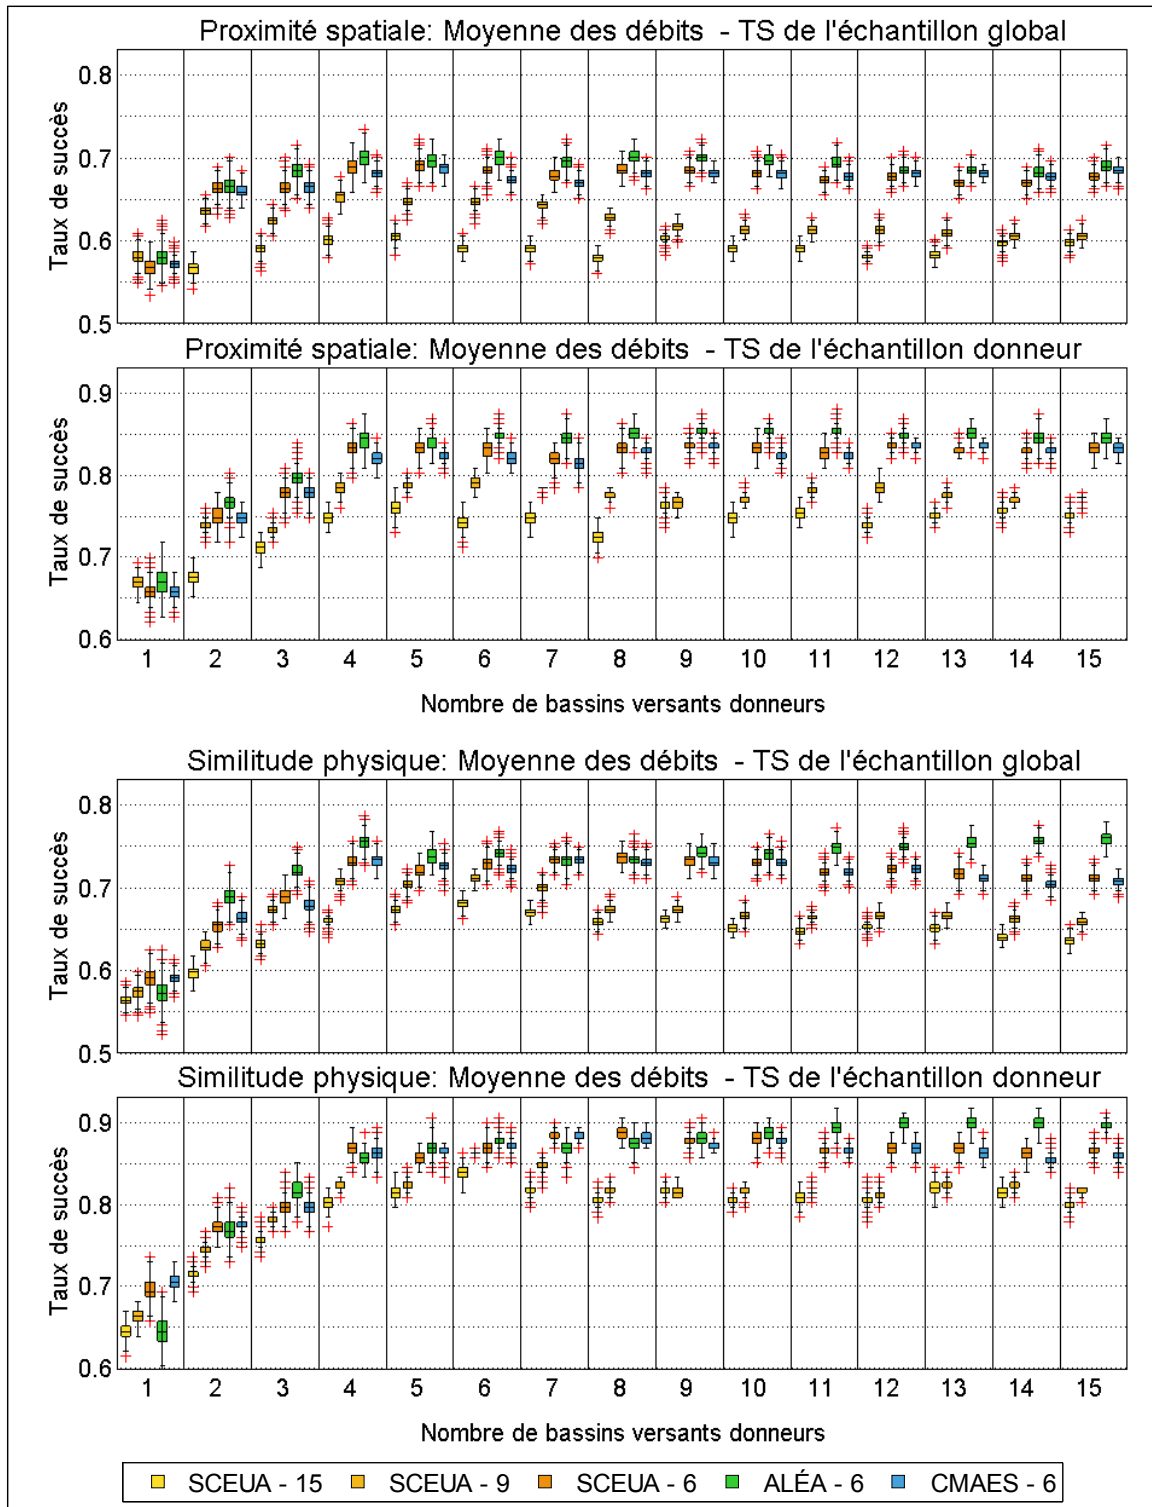 Proximité spatiale: Moyenne des débits - TS de l'échantillon global
Taux de succès
0.8
0.7
0.6
0.5
Proximité spatiale: Moyenne des débits - TS de l'échantillon donneur
Taux de succès
0.9
0.8
0.7
0.6
1 2 3 4 5 6 7 8 9 10 11 12 13 14 15
Nombre de bassins versants donneurs
Similitude physique: Moyenne des débits - TS de l'échantillon global
Taux de succès
0.8
0.7
0.6
0.5
Similitude physique: Moyenne des débits - TS de l'échantillon donneur
Taux de succès
0.9
0.8
0.7
0.6
1 2 3 4 5 6 7 8 9 10 11 12 13 14 15
Nombre de bassins versants donneurs
SCEUA - 15 SCEUA - 9 SCEUA - 6 ALÉA - 6 CMAES - 6